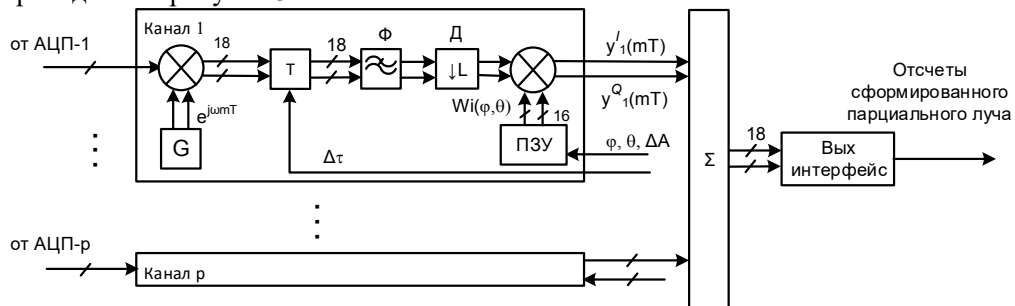 Канал 1
от АЦП-1
18
18
Ф
Д
T
↓L
y^I_1(mT)
y^Q_1(mT)
e^{jωmT}
G
Wi(φ,θ)
16
ПЗУ
φ, θ, ΔA
Δτ
Σ
18
Вых
интерфейс
Отсчеты
сформированного
парциального луча
от АЦП-р
Канал р